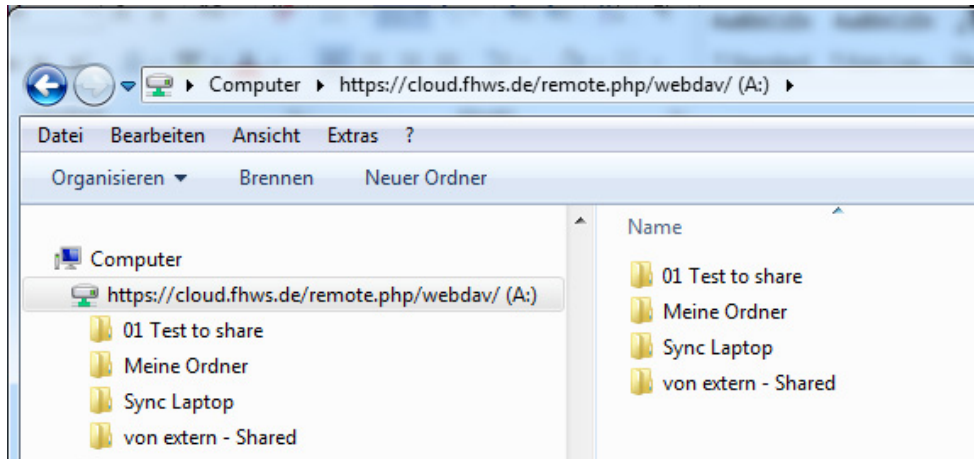 Computer https://cloud.fhws.de/remote.php/webdav/ (A:)
Datei Bearbeiten Ansicht Extras ?
Organisieren Brennen Neuer Ordner
Computer
https://cloud.fhws.de/remote.php/webdav/ (A:)
01 Test to share
Meine Ordner
Sync Laptop
von extern - Shared
Name
01 Test to share
Meine Ordner
Sync Laptop
von extern - Shared